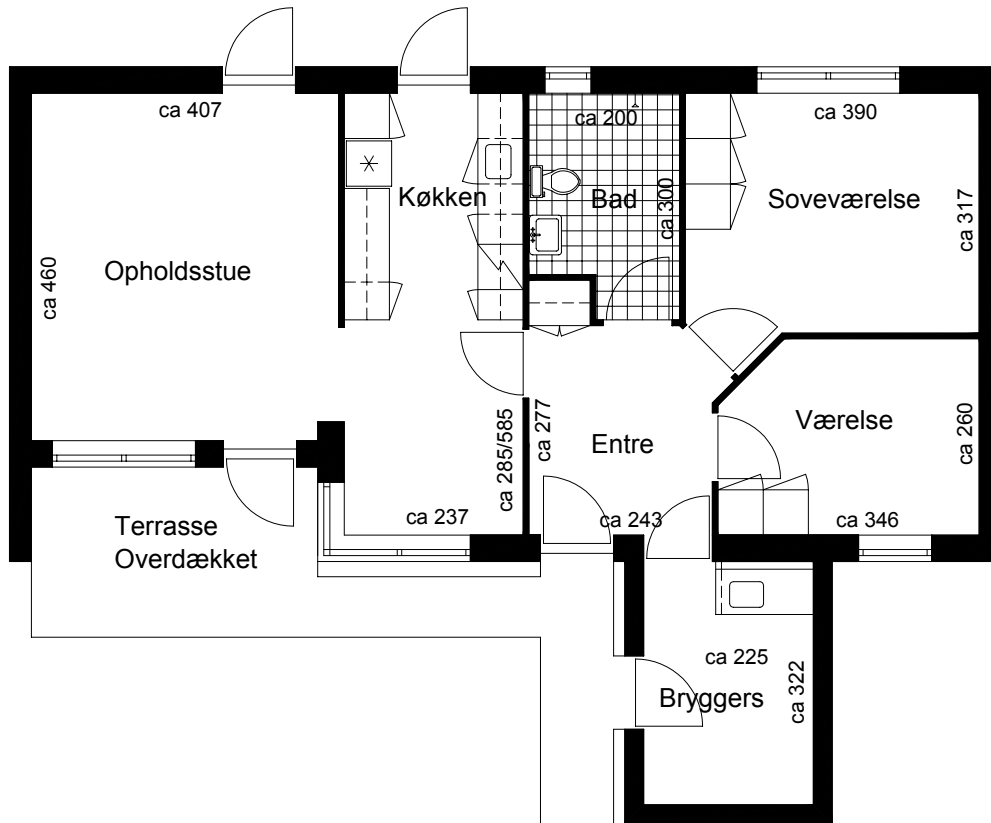 ca 407
ca 200
ca 390
Køkken
Bad
ca 300
Soveværelse
ca 317
ca 460
Opholdsstue
Værelse
ca 260
ca 285/585
ca 277
Entre
ca 237
ca 243
ca 346
Terrasse
Overdækket
ca 225
ca 322
Bryggers